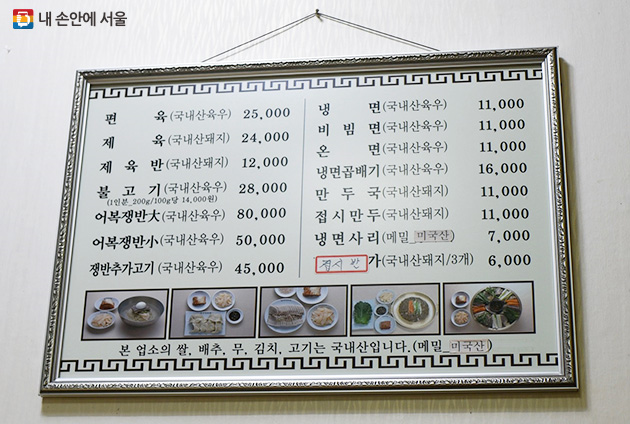 내 손안에 서울
편 육(국내산육우) 25,000
제 육(국내산돼지) 24,000
제 육 반(국내산돼지) 12,000
불 고 기(국내산육우) 28,000
(1인분_200g/100g당 14,000원)
어복쟁반大(국내산육우) 80,000
어복쟁반小(국내산육우) 50,000
쟁반추가고기(국내산육우) 45,000
냉 면(국내산육우) 11,000
비 빔 면(국내산육우) 11,000
온 면(국내산육우) 11,000
냉면곱배기(국내산육우) 16,000
만 두 국(국내산돼지) 11,000
접시만두(국내산돼지) 11,000
냉면사리(메밀_미국산) 7,000
접시 반 가(국내산돼지/3개) 6,000
본 업소의 쌀, 배추, 무, 김치, 고기는 국내산입니다.(메밀_미국산)